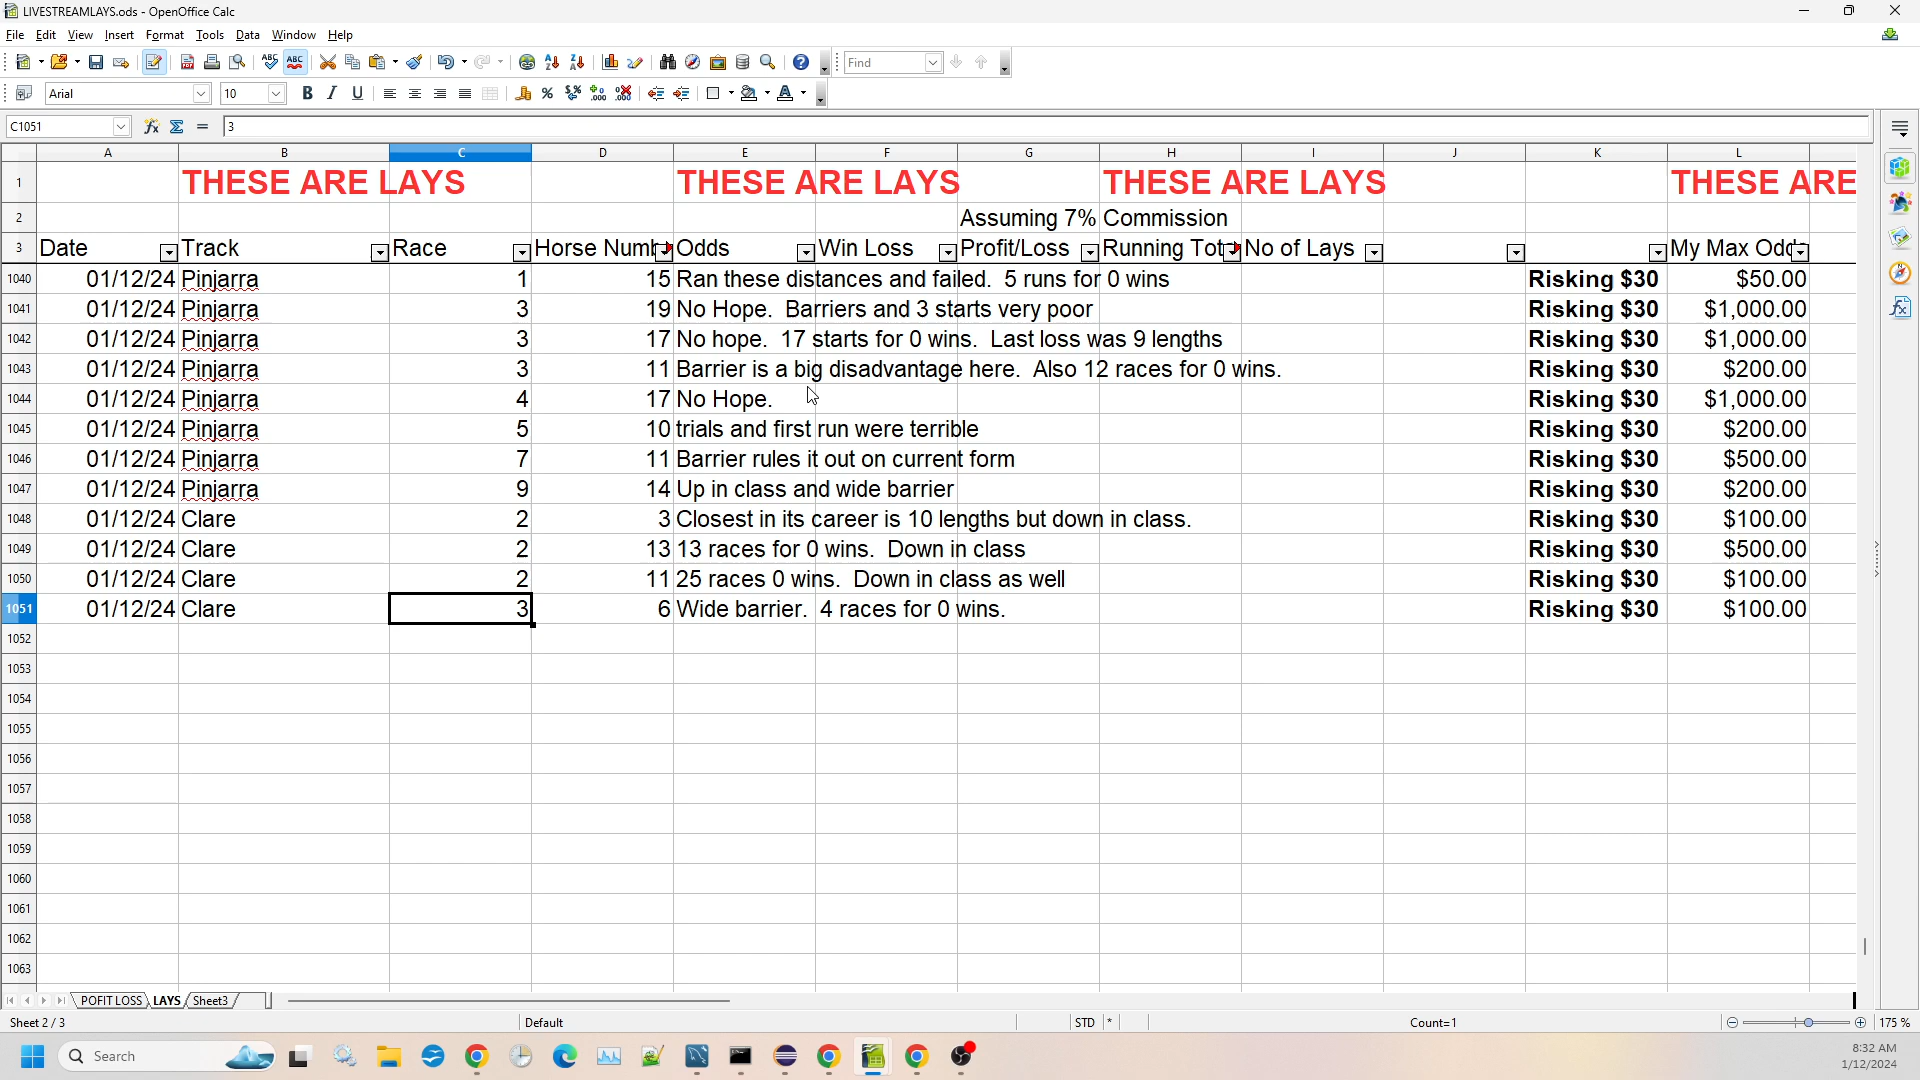 LIVESTREAMLAYS.ods - OpenOffice Calc
File Edit View Insert Format Tools Data Window Help
Find
Arial 10
C1051 3
A B C D E F G H I J K L
1 THESE ARE LAYS THESE ARE LAYS THESE ARE LAYS THESE ARE
2 Assuming 7% Commission
3 Date Track Race Horse Numb Odds Win Loss Profit/Loss Running Tot No of Lays My Max Odd
1040 01/12/24 Pinjarra 1 15 Ran these distances and failed. 5 runs for 0 wins Risking $30 $50.00
1041 01/12/24 Pinjarra 3 19 No Hope. Barriers and 3 starts very poor Risking $30 $1,000.00
1042 01/12/24 Pinjarra 3 17 No hope. 17 starts for 0 wins. Last loss was 9 lengths Risking $30 $1,000.00
1043 01/12/24 Pinjarra 3 11 Barrier is a big disadvantage here. Also 12 races for 0 wins. Risking $30 $200.00
1044 01/12/24 Pinjarra 4 17 No Hope. Risking $30 $1,000.00
1045 01/12/24 Pinjarra 5 10 trials and first run were terrible Risking $30 $200.00
1046 01/12/24 Pinjarra 7 11 Barrier rules it out on current form Risking $30 $500.00
1047 01/12/24 Pinjarra 9 14 Up in class and wide barrier Risking $30 $200.00
1048 01/12/24 Clare 2 3 Closest in its career is 10 lengths but down in class. Risking $30 $100.00
1049 01/12/24 Clare 2 13 13 races for 0 wins. Down in class Risking $30 $500.00
1050 01/12/24 Clare 2 11 25 races 0 wins. Down in class as well Risking $30 $100.00
1051 01/12/24 Clare 3 6 Wide barrier. 4 races for 0 wins. Risking $30 $100.00
1052
1053
1054
1055
1056
1057
1058
1059
1060
1061
1062
1063
POFIT LOSS LAYS Sheet3
Sheet 2 / 3 Default STD * Count=1 175 %
Search
8:32 AM
1/12/2024